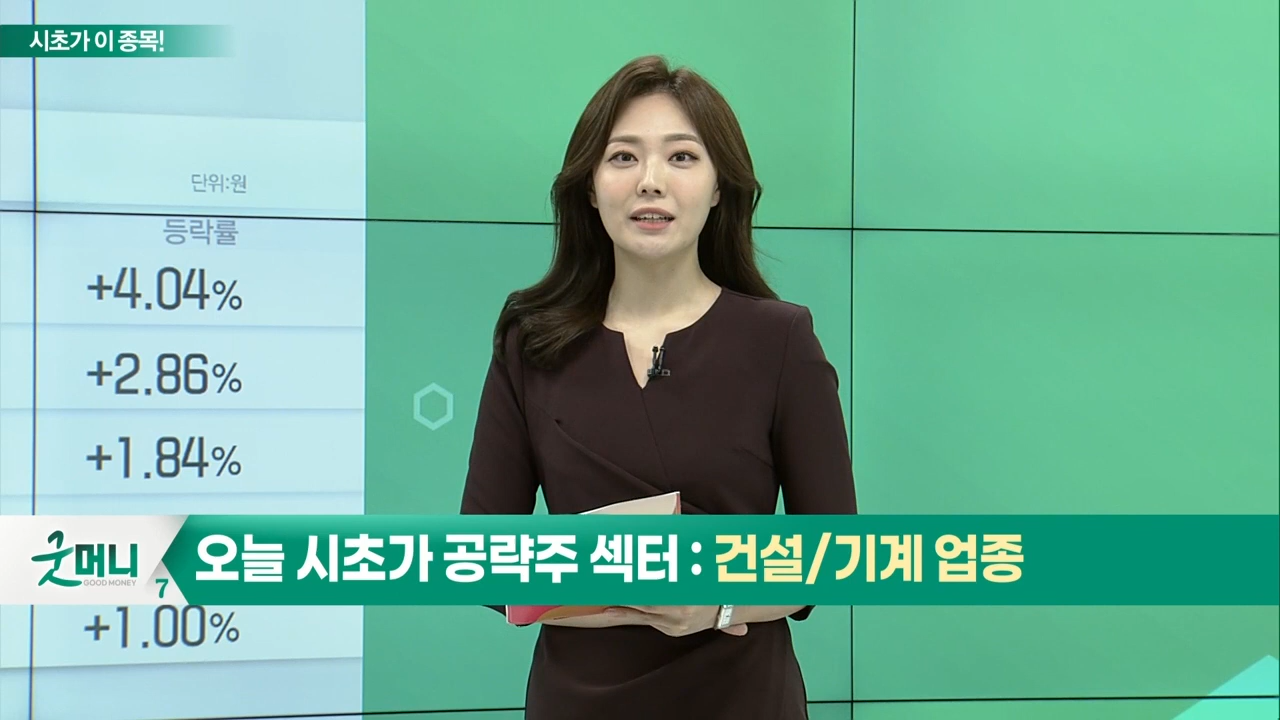 시초가 이 종목!
단위:원
등락률
+4.04%
+2.86%
+1.84%
굿머니
GOOD MONEY
7
오늘 시초가 공략주 섹터 : 건설/기계 업종
+1.00%